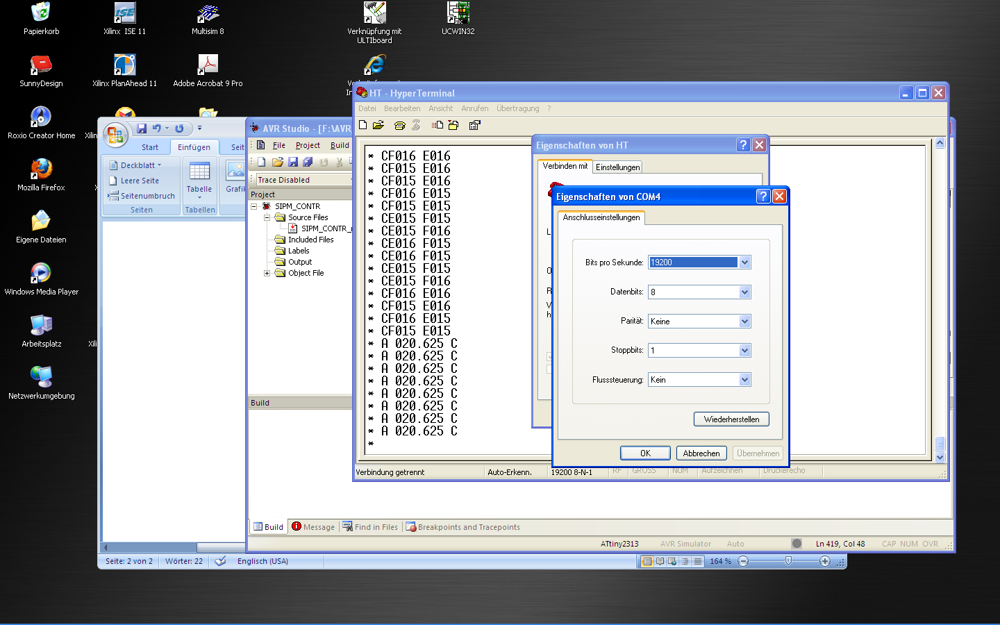 Papierkorb
Xilinx ISE 11
Multisim 8
Verknüpfung mit
ULTIboard
UCWIN32
SunnyDesign
Xilinx PlanAhead 11
Adobe Acrobat 9 Pro
Roxio Creator Home
Mozilla Firefox
Eigene Dateien
Windows Media Player
Arbeitsplatz
Netzwerkumgebung
Start
Einfügen
Seit
Deckblatt
Leere Seite
Seitenumbruch
Seiten
Tabelle
Tabellen
Grafik
Seite: 2 von 2
Wörter: 22
Englisch (USA)
164 %
AVR Studio - [F:\AVR
File Project Build
Trace Disabled
Project
SIPM_CONTR
Source Files
SIPM_CONTR_
Included Files
Labels
Output
Object File
Build
Build
Message
Find in Files
Breakpoints and Tracepoints
ATtiny2313
AVR Simulator
Auto
Ln 419, Col 48
CAP NUM OVR
HT - HyperTerminal
Datei Bearbeiten Ansicht Anrufen Übertragung ?
* CF016 E016
* CF015 E016
* CF015 E016
* CF016 E015
* CF015 E015
* CE015 F015
* CE015 F016
* CE016 F015
* CE016 F016
* CF015 F015
* CE015 F016
* CF016 E016
* CF015 E016
* CF016 E015
* CF015 E015
* A 020.625 C
* A 020.625 C
* A 020.625 C
* A 020.625 C
* A 020.625 C
* A 020.625 C
* A 020.625 C
* A 020.625 C
*
Verbindung getrennt
Auto-Erkenn.
19200 8-N-1
RF
GROSS
NUM
Aufzeichnen
Druckerecho
Eigenschaften von HT
Verbinden mit
Einstellungen
Eigenschaften von COM4
Anschlusseinstellungen
Bits pro Sekunde: 19200
Datenbits: 8
Parität: Keine
Stoppbits: 1
Flusssteuerung: Kein
Wiederherstellen
OK
Abbrechen
Übernehmen